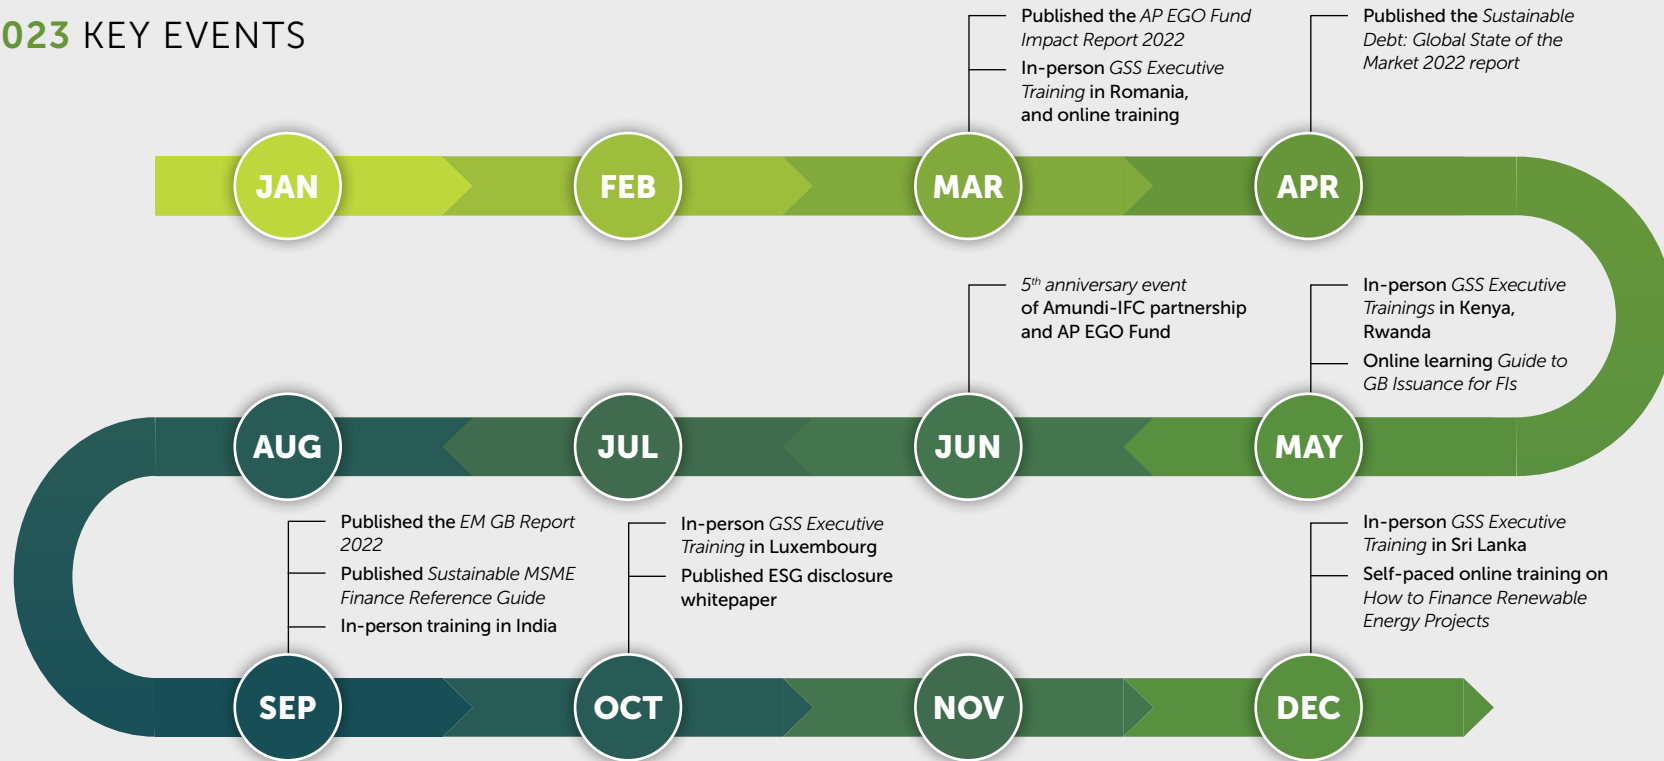 023 KEY EVENTS
Published the AP EGO Fund
Impact Report 2022
In-person GSS Executive
Training in Romania,
and online training
Published the Sustainable
Debt: Global State of the
Market 2022 report
JAN
FEB
MAR
APR
5th anniversary event
of Amundi-IFC partnership
and AP EGO Fund
In-person GSS Executive
Trainings in Kenya,
Rwanda
Online learning Guide to
GB Issuance for FIs
AUG
JUL
JUN
MAY
Published the EM GB Report
2022
Published Sustainable MSME
Finance Reference Guide
In-person training in India
In-person GSS Executive
Training in Luxembourg
Published ESG disclosure
whitepaper
In-person GSS Executive
Training in Sri Lanka
Self-paced online training on
How to Finance Renewable
Energy Projects
SEP
OCT
NOV
DEC